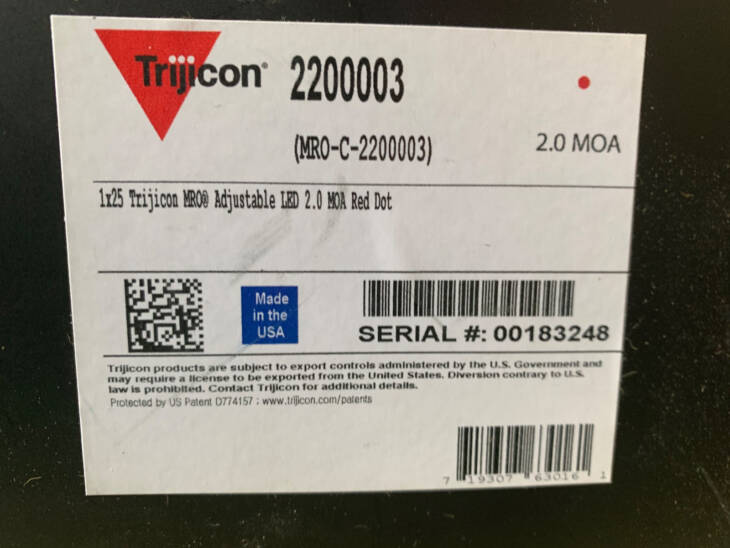 Trijicon®
2200003
(MRO-C-2200003)
2.0 MOA
1x25 Trijicon MRO® Adjustable LED 2.0 MOA Red Dot
Made
in the
USA
SERIAL #: 00183248
Trijicon products are subject to export controls administered by the U.S. Government and
may require a license to be exported from the United States. Diversion contrary to U.S.
law is prohibited. Contact Trijicon for additional details.
Protected by US Patent D774157 ; www.trijicon.com/patents
7 19307 63016 1